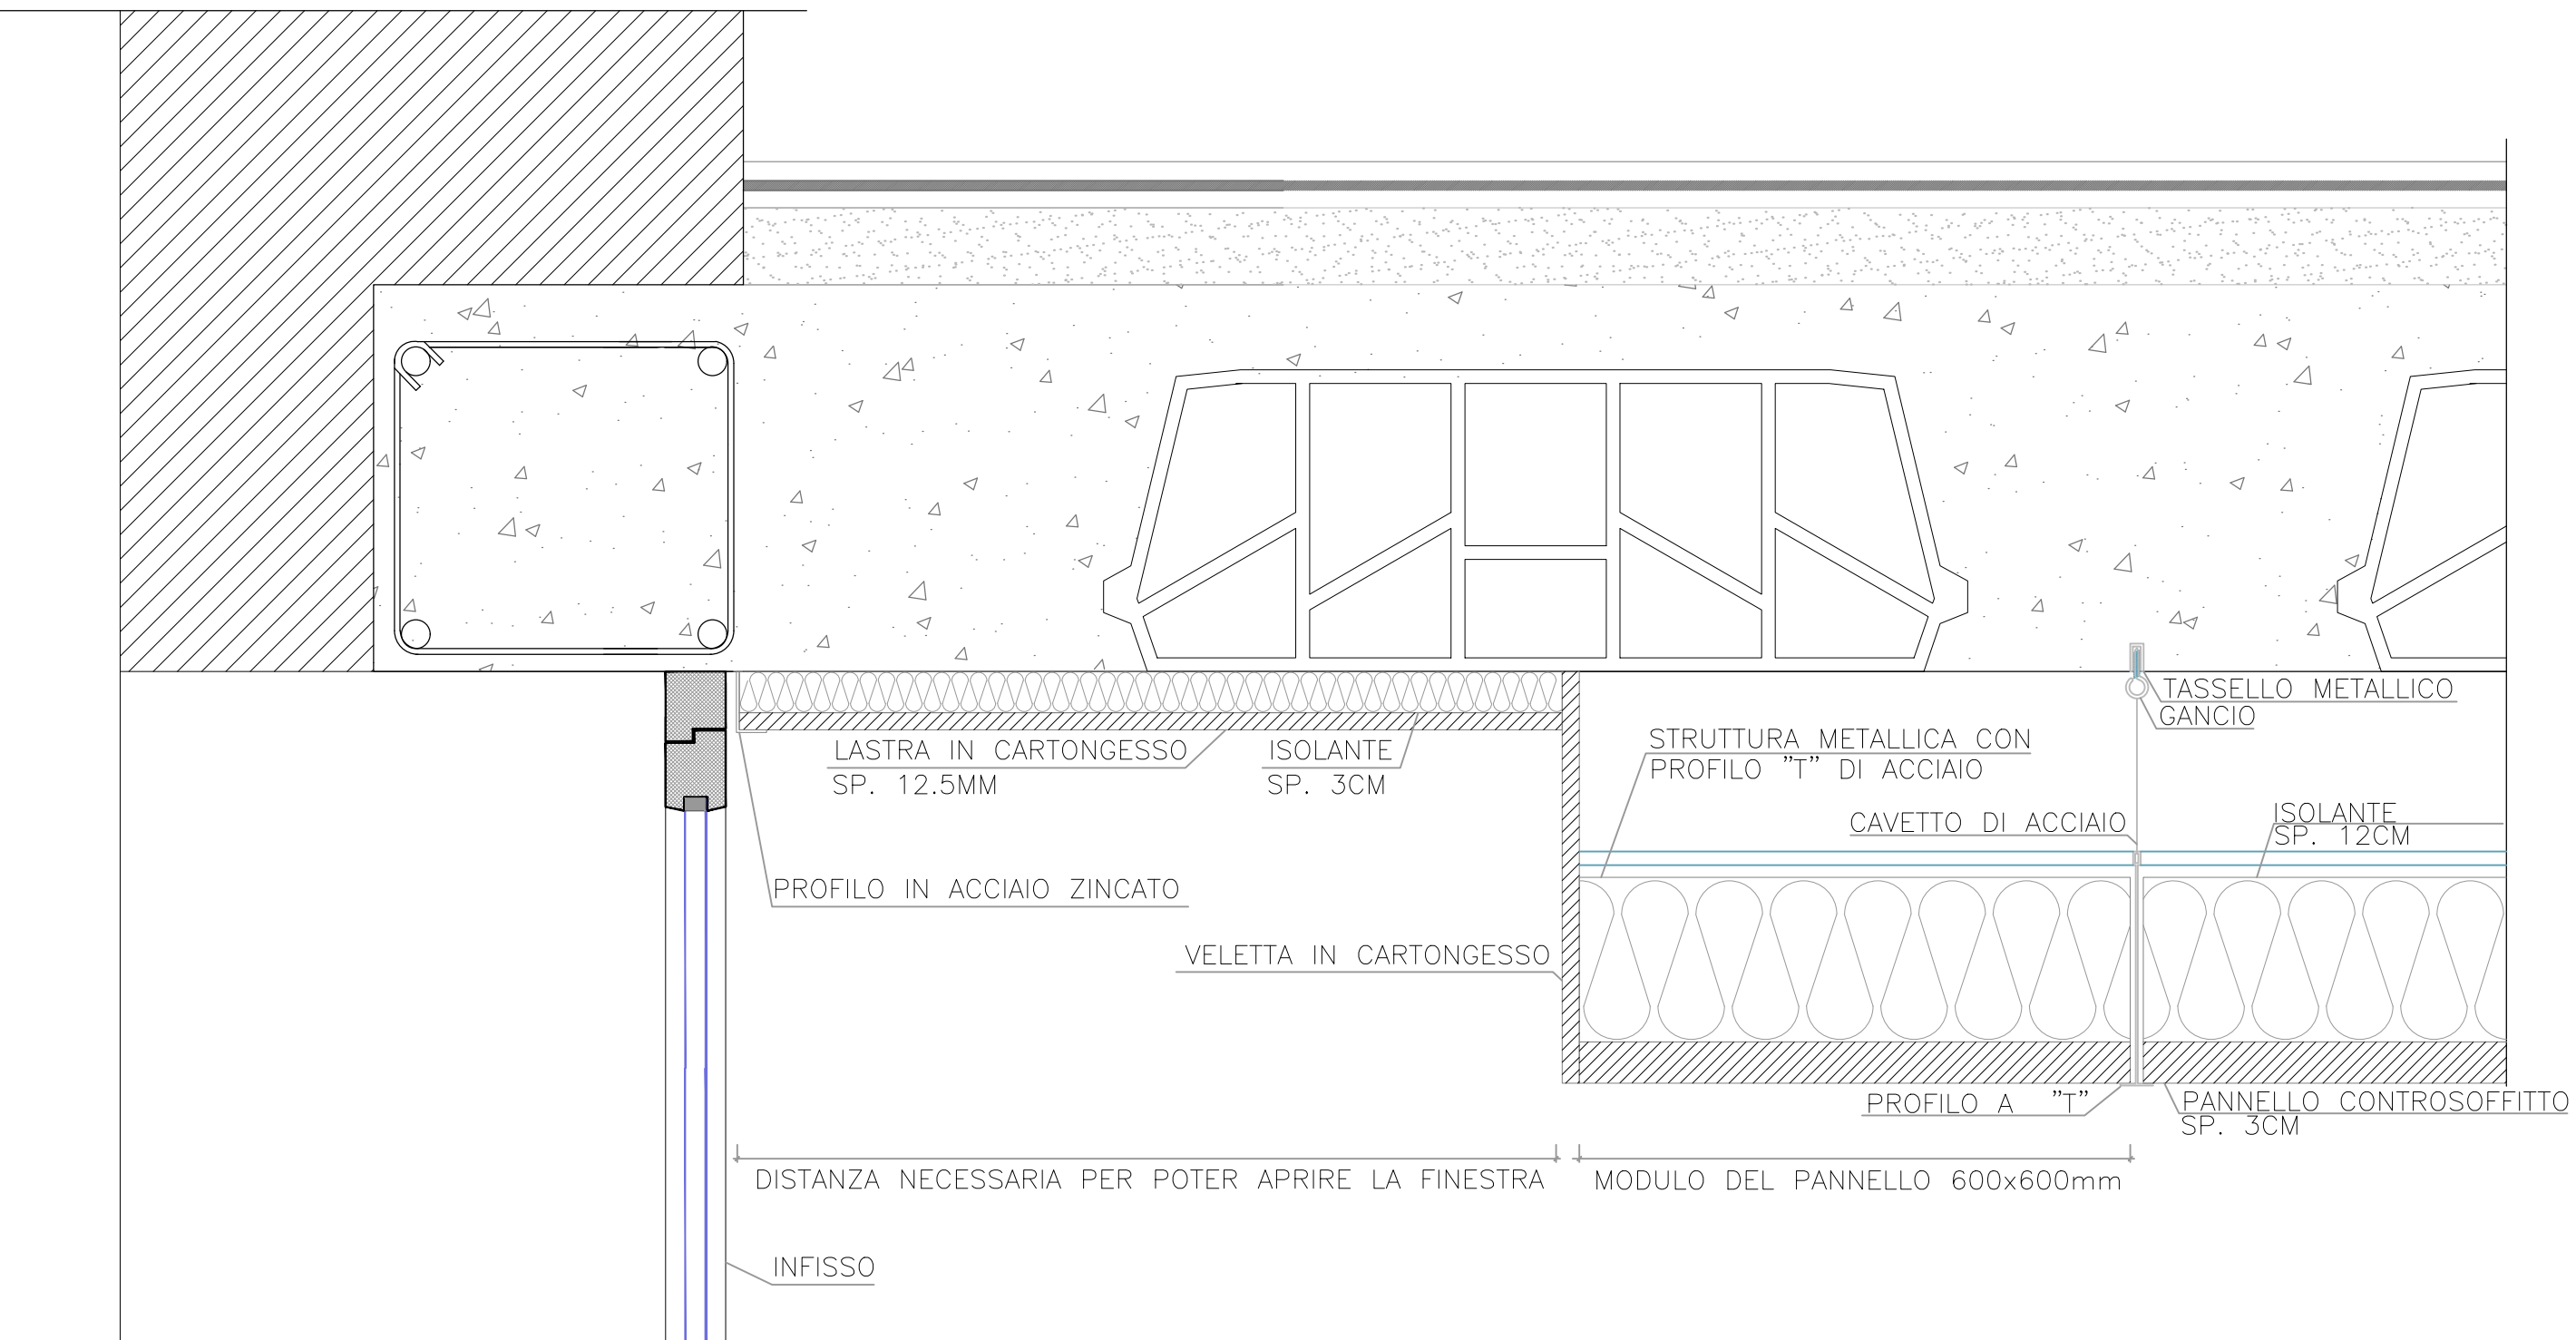 TASSELLO METALLICO
GANCIO
STRUTTURA METALLICA CON
PROFILO "T" DI ACCIAIO
LASTRA IN CARTONGESSO
SP. 12.5MM
ISOLANTE
SP. 3CM
CAVETTO DI ACCIAIO
ISOLANTE
SP. 12CM
PROFILO IN ACCIAIO ZINCATO
VELETTA IN CARTONGESSO
PROFILO A "T"
PANNELLO CONTROSOFFITTO
SP. 3CM
DISTANZA NECESSARIA PER POTER APRIRE LA FINESTRA
MODULO DEL PANNELLO 600x600mm
INFISSO